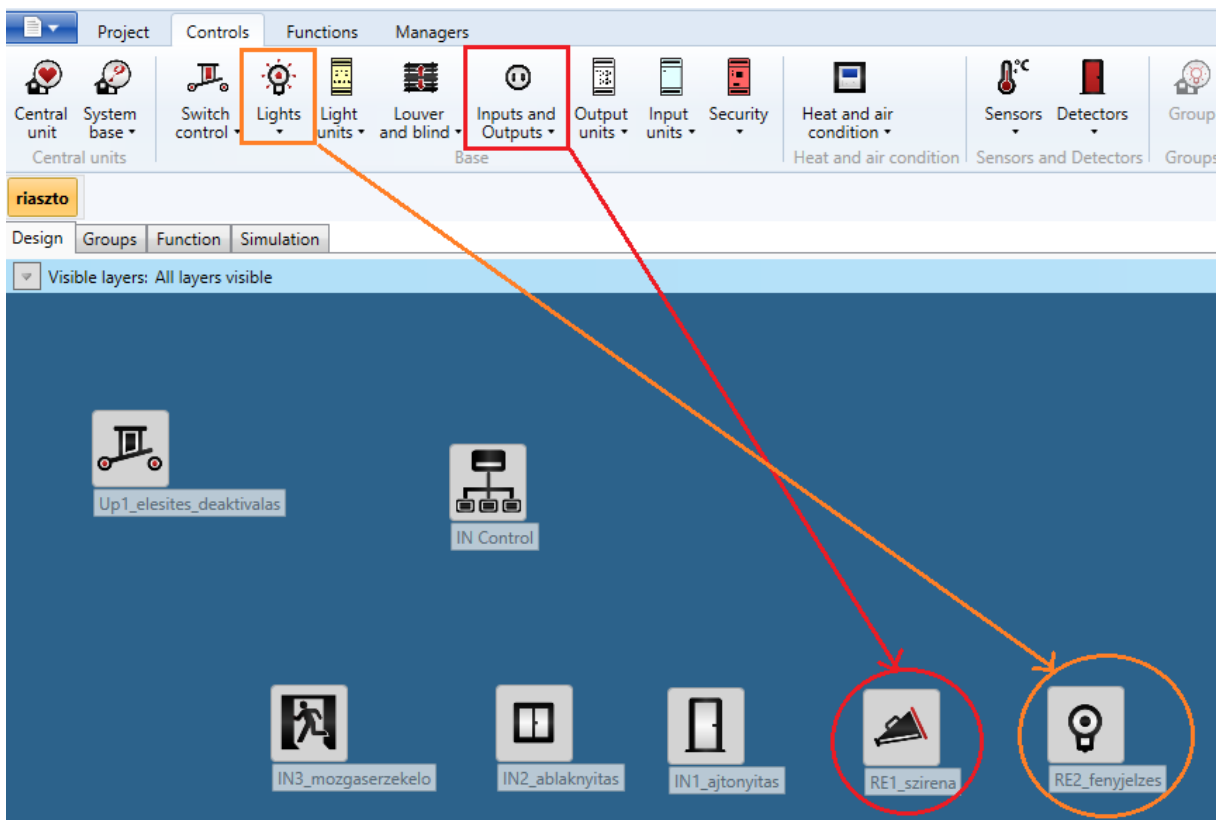 Project Controls Functions Managers
Central unit
System base
Switch control
Lights
Light units
Louver and blind
Inputs and Outputs
Output units
Input units
Security
Heat and air condition
Sensors
Detectors
Group
Central units
Base
Heat and air condition
Sensors and Detectors
Groups
riaszto
Design Groups Function Simulation
Visible layers: All layers visible
Up1_elesites_deaktivalas
IN Control
IN3_mozgaserzekelo
IN2_ablaknyitas
IN1_ajtonyitas
RE1_szirena
RE2_fenyjelzes